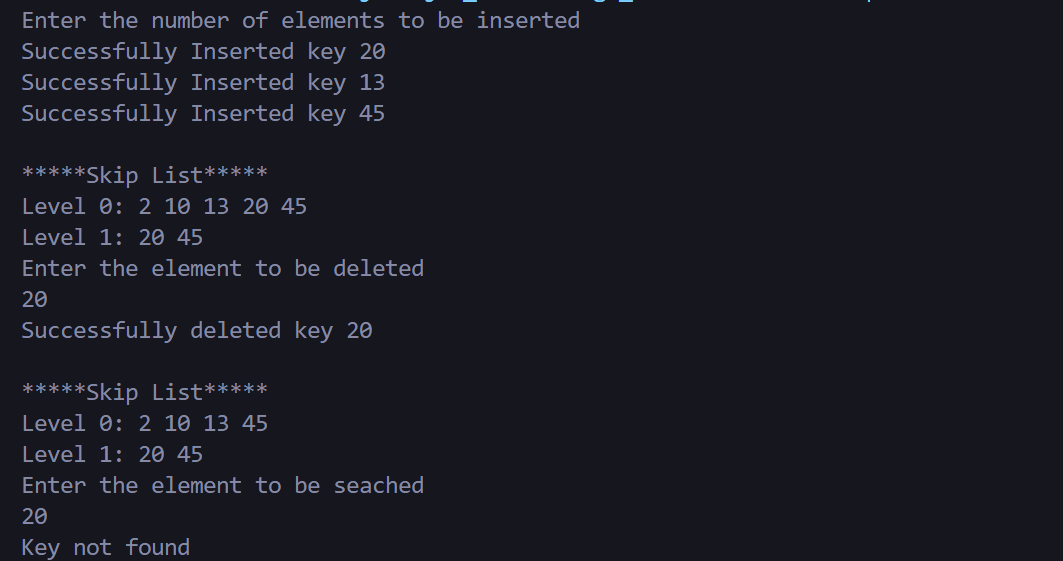 Enter the number of elements to be inserted
Successfully Inserted key 20
Successfully Inserted key 13
Successfully Inserted key 45
*****Skip List*****
Level 0: 2 10 13 20 45
Level 1: 20 45
Enter the element to be deleted
20
Successfully deleted key 20
*****Skip List*****
Level 0: 2 10 13 45
Level 1: 20 45
Enter the element to be seached
20
Key not found